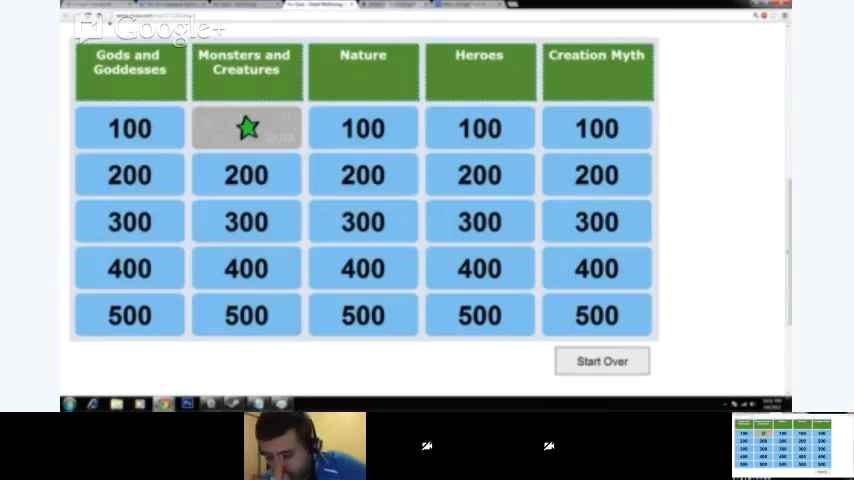 Google+
Gods and Goddesses Monsters and Creatures Nature Heroes Creation Myth
100 100 100 100
200 200 200 200 200
300 300 300 300 300
400 400 400 400 400
500 500 500 500 500
Start Over